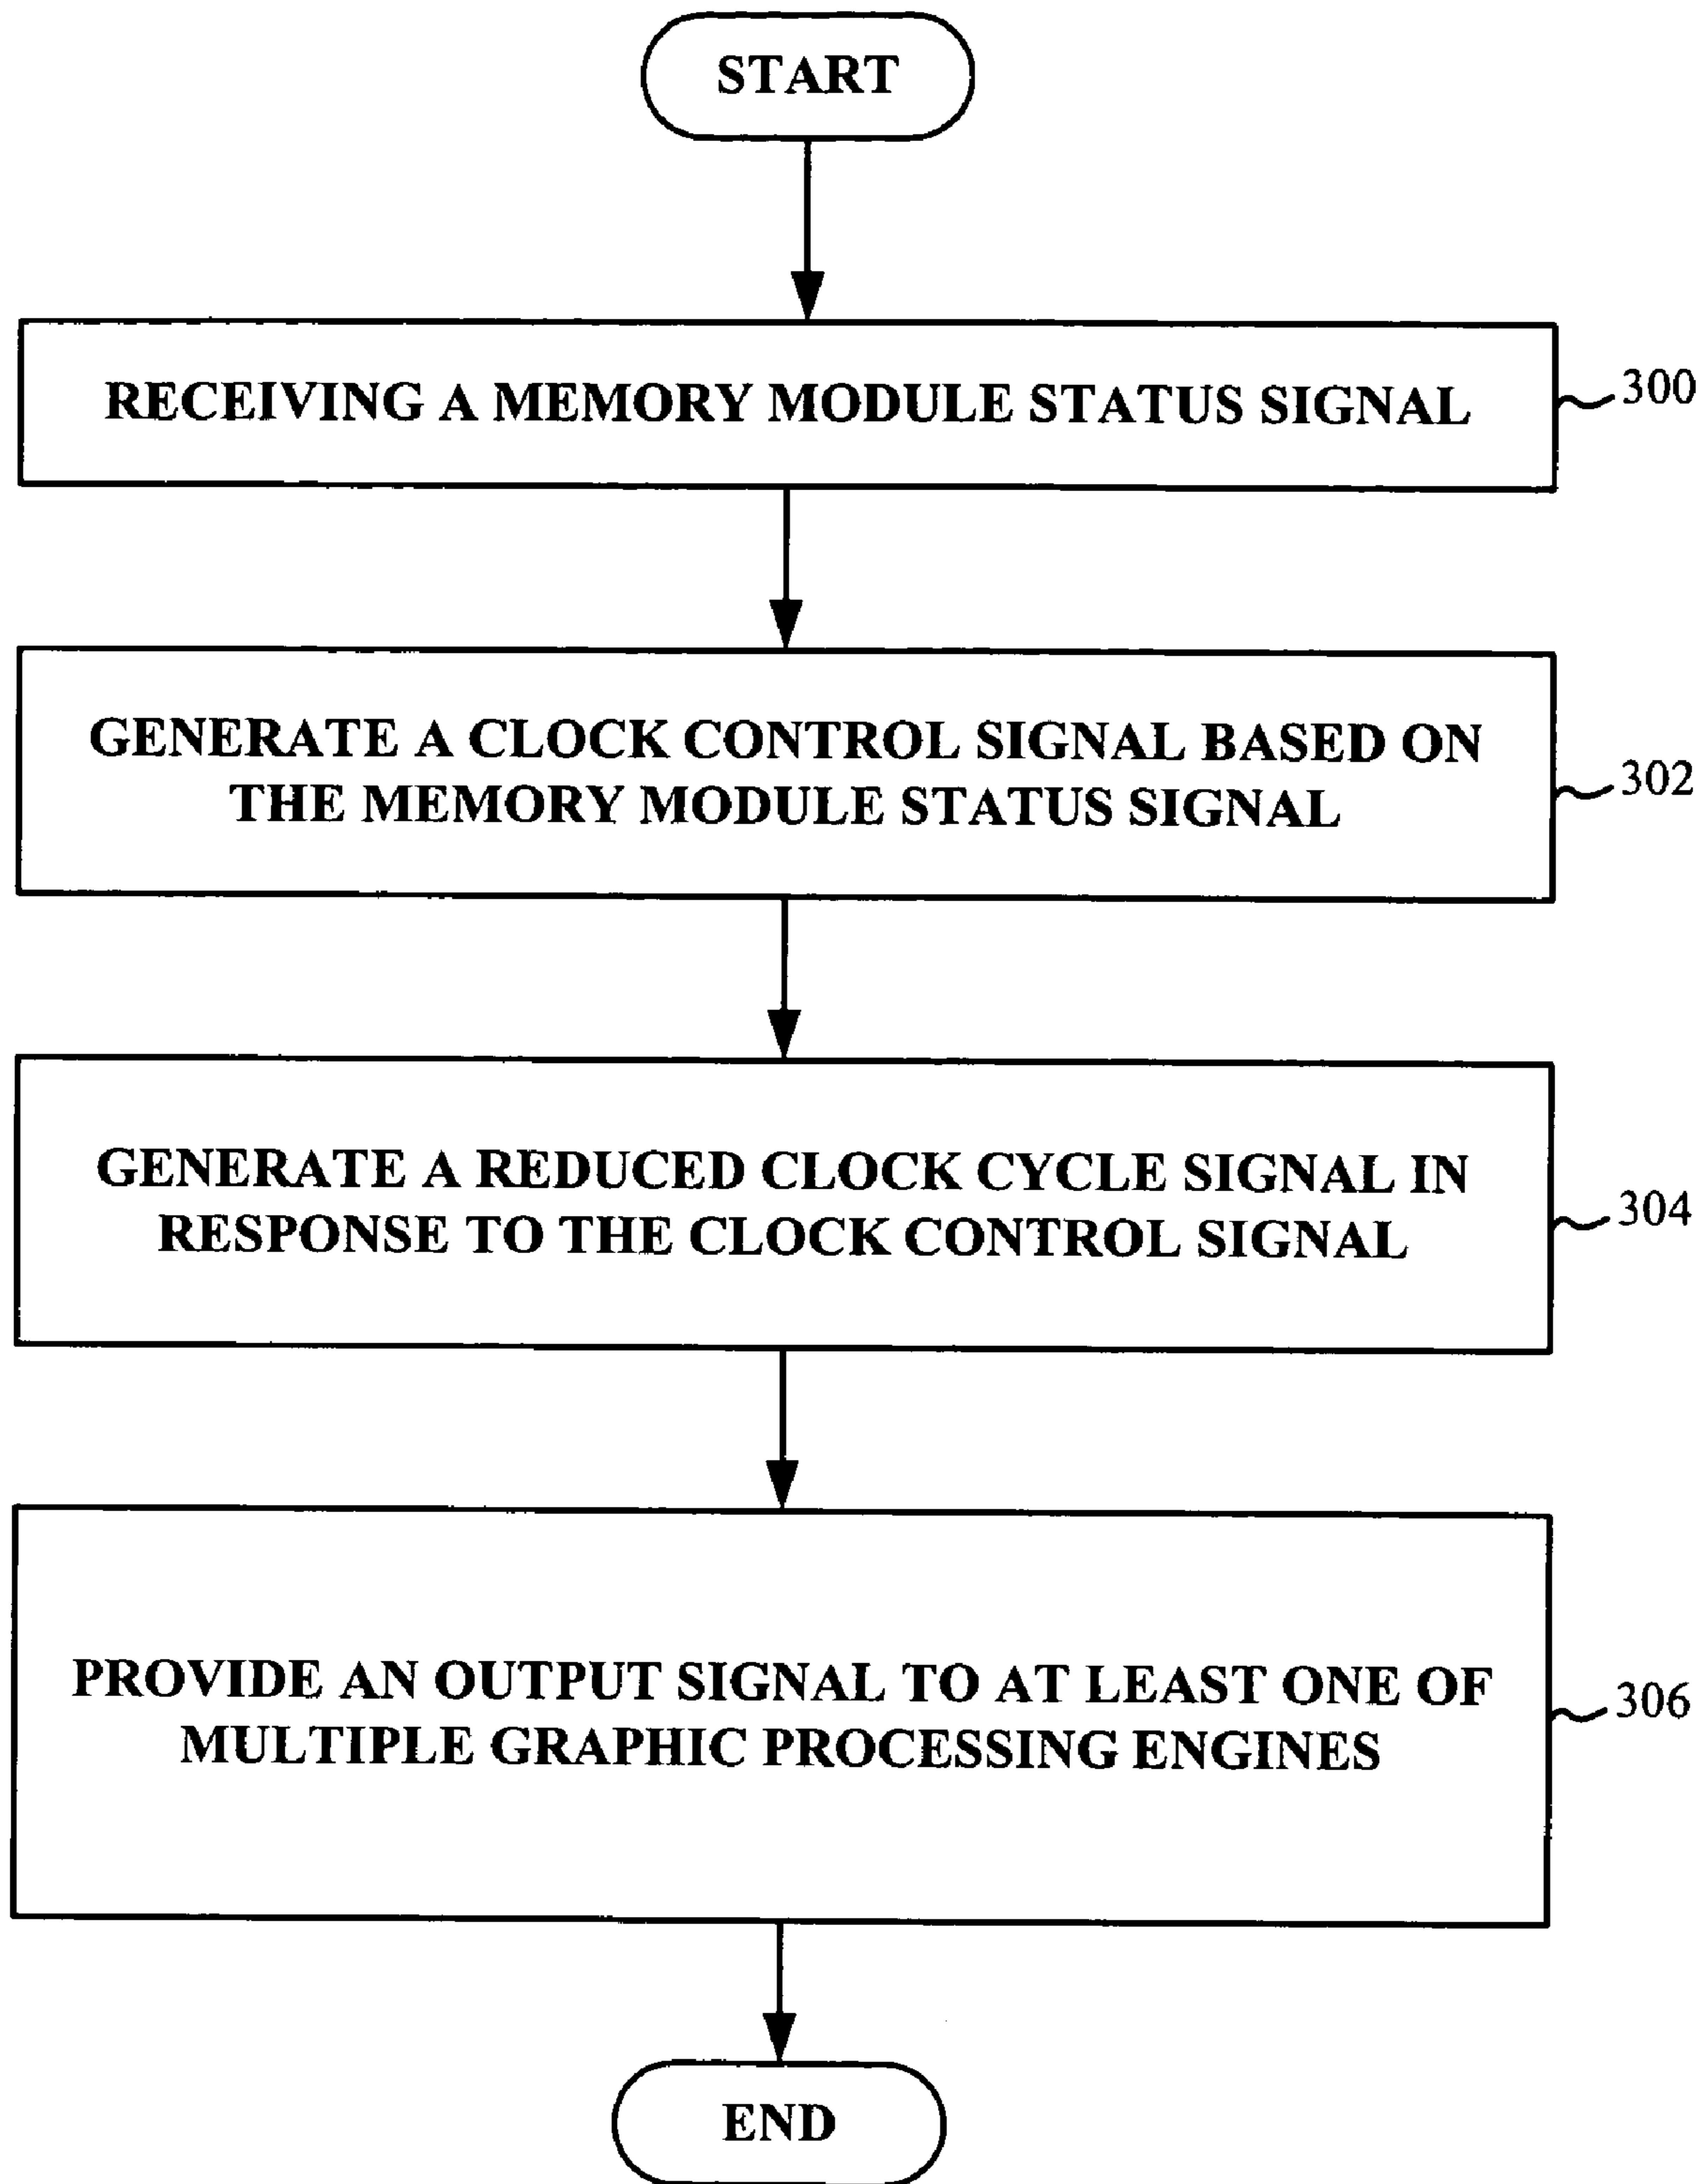 START
RECEIVING A MEMORY MODULE STATUS SIGNAL
300
GENERATE A CLOCK CONTROL SIGNAL BASED ON
THE MEMORY MODULE STATUS SIGNAL
302
GENERATE A REDUCED CLOCK CYCLE SIGNAL IN
RESPONSE TO THE CLOCK CONTROL SIGNAL
304
PROVIDE AN OUTPUT SIGNAL TO AT LEAST ONE OF
MULTIPLE GRAPHIC PROCESSING ENGINES
306
END